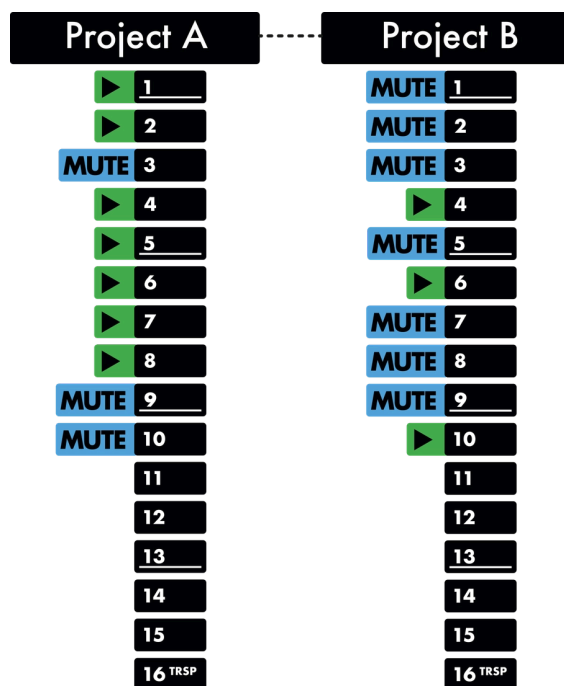 Project A
Project B
1
2
MUTE 3
4
5
6
7
8
MUTE 9
MUTE 10
11
12
13
14
15
16 TRSP
MUTE 1
MUTE 2
MUTE 3
4
MUTE 5
6
MUTE 7
MUTE 8
MUTE 9
10
11
12
13
14
15
16 TRSP